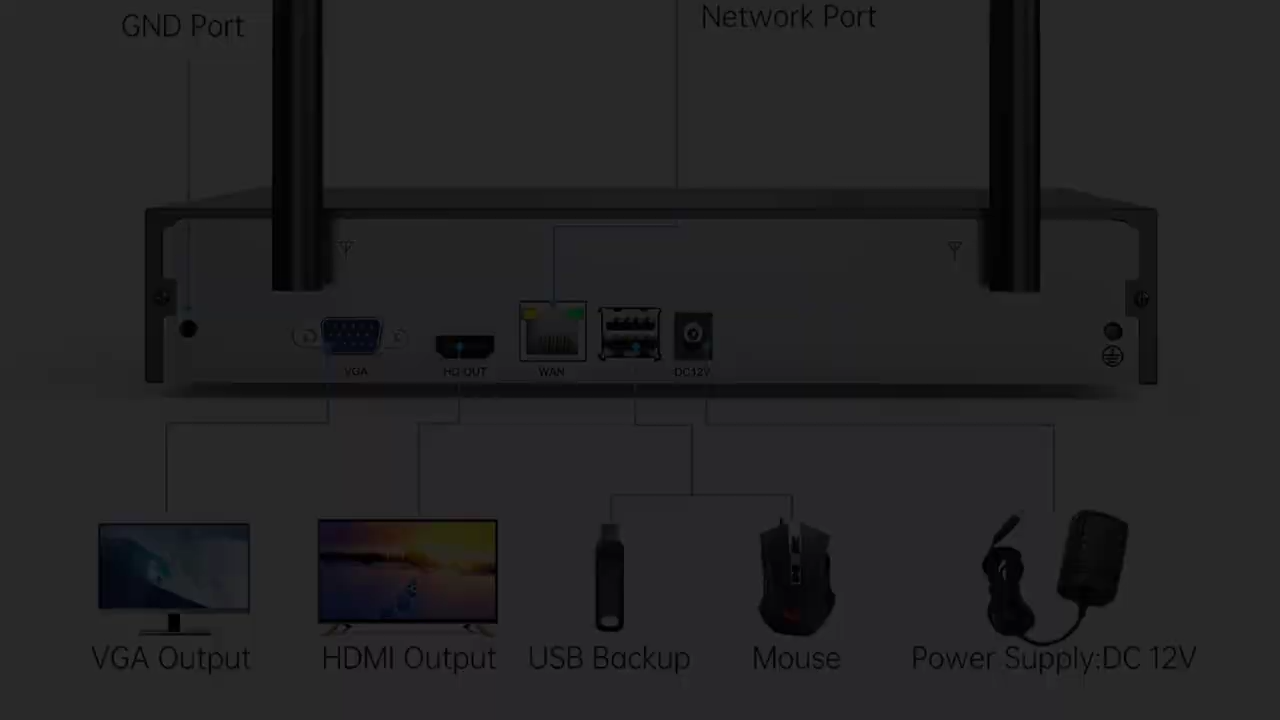 GND Port
Network Port
VGA
HD OUT
WAN
DC12V
VGA Output
HDMI Output
USB Backup
Mouse
Power Supply:DC 12V